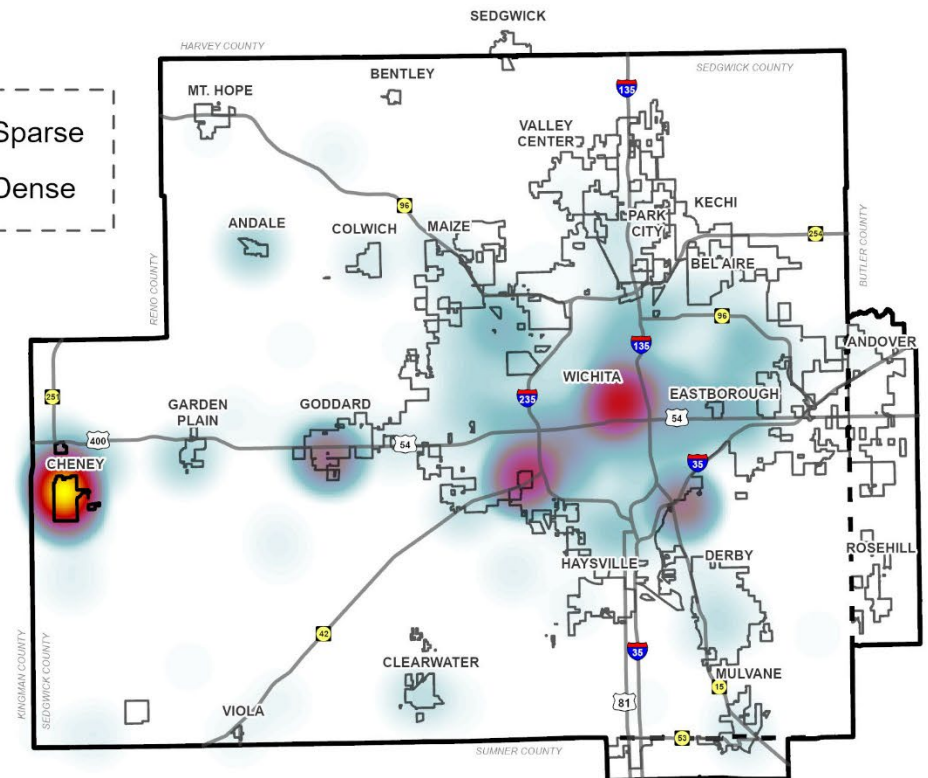 SEDGWICK
HARVEY COUNTY
SEDGWICK COUNTY
BENTLEY
135
MT. HOPE
Sparse
VALLEY
CENTER
Dense
KECHI
96
PARK
CITY
ANDALE
COLWICH
MAIZE
254
BEL AIRE
BUTLER COUNTY
RENO COUNTY
96
135
ANDOVER
WICHITA
251
235
EASTBOROUGH
GARDEN
PLAIN
GODDARD
54
400
54
CHENEY
35
ROSEHILL
HAYSVILLE
DERBY
42
35
KINGMAN COUNTY
SEDGWICK COUNTY
CLEARWATER
MULVANE
15
81
VIOLA
53
SUMNER COUNTY